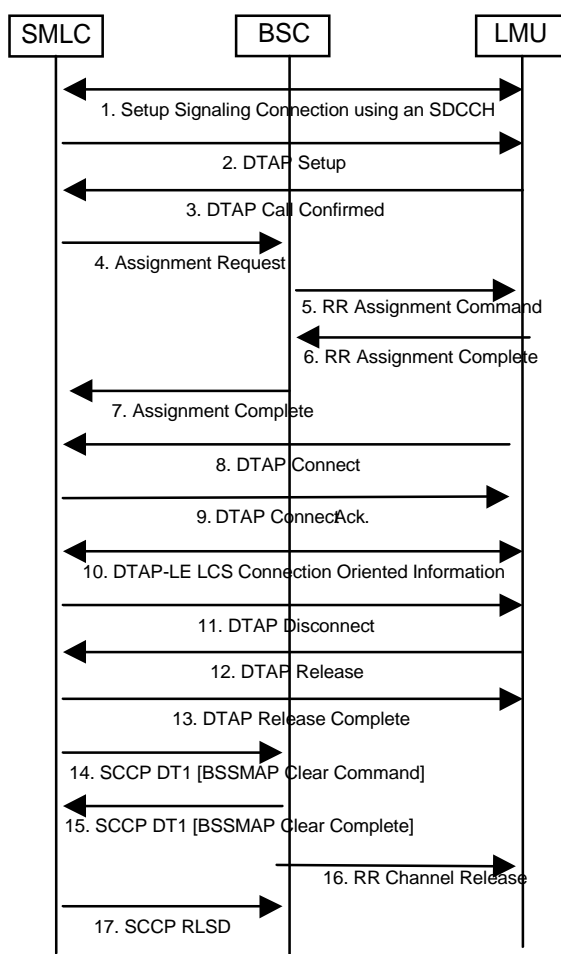 SMLC
BSC
LMU
1. Setup Signaling Connection using an SDCCH
2. DTAP Setup
3. DTAP Call Confirmed
4. Assignment Request
5. RR Assignment Command
6. RR Assignment Complete
7. Assignment Complete
8. DTAP Connect
9. DTAP Connect Ack.
10. DTAP-LE LCS Connection Oriented Information
11. DTAP Disconnect
12. DTAP Release
13. DTAP Release Complete
14. SCCP DT1 [BSSMAP Clear Command]
15. SCCP DT1 [BSSMAP Clear Complete]
16. RR Channel Release
17. SCCP RLSD